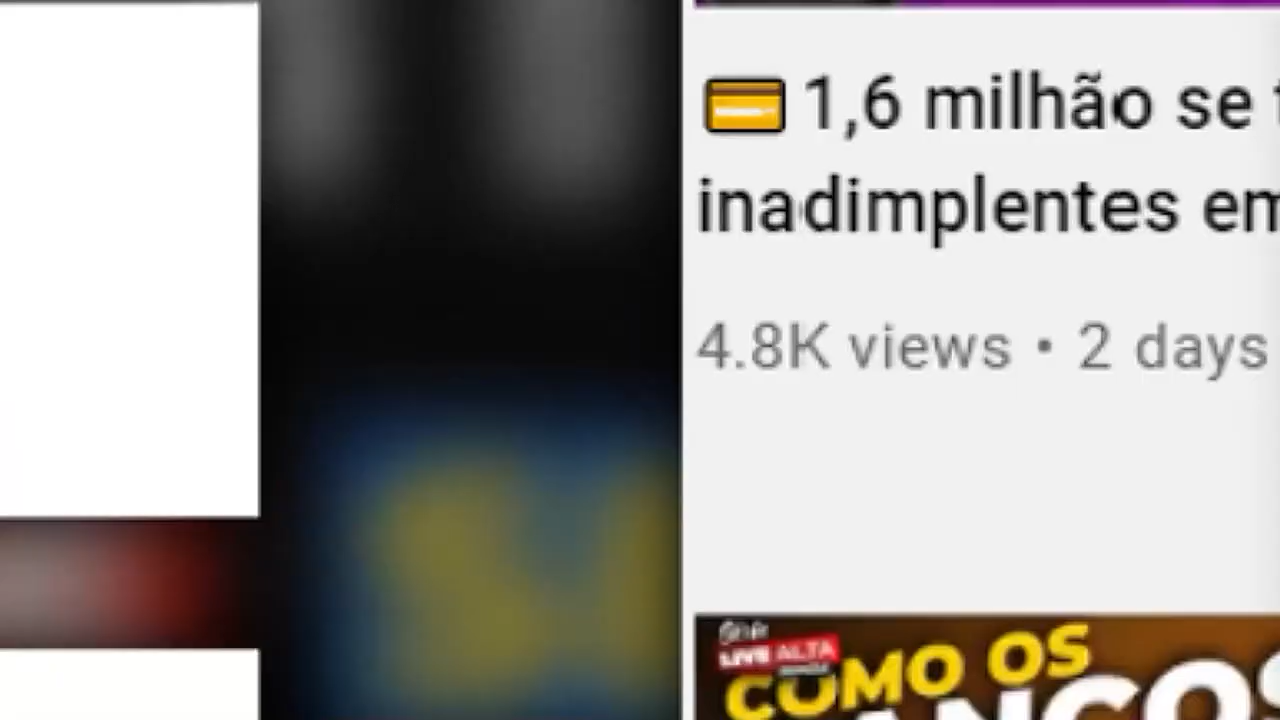 1,6 milhão se
inadimplentes em
4.8K views • 2 days
LIVE ALTA
COMO OS